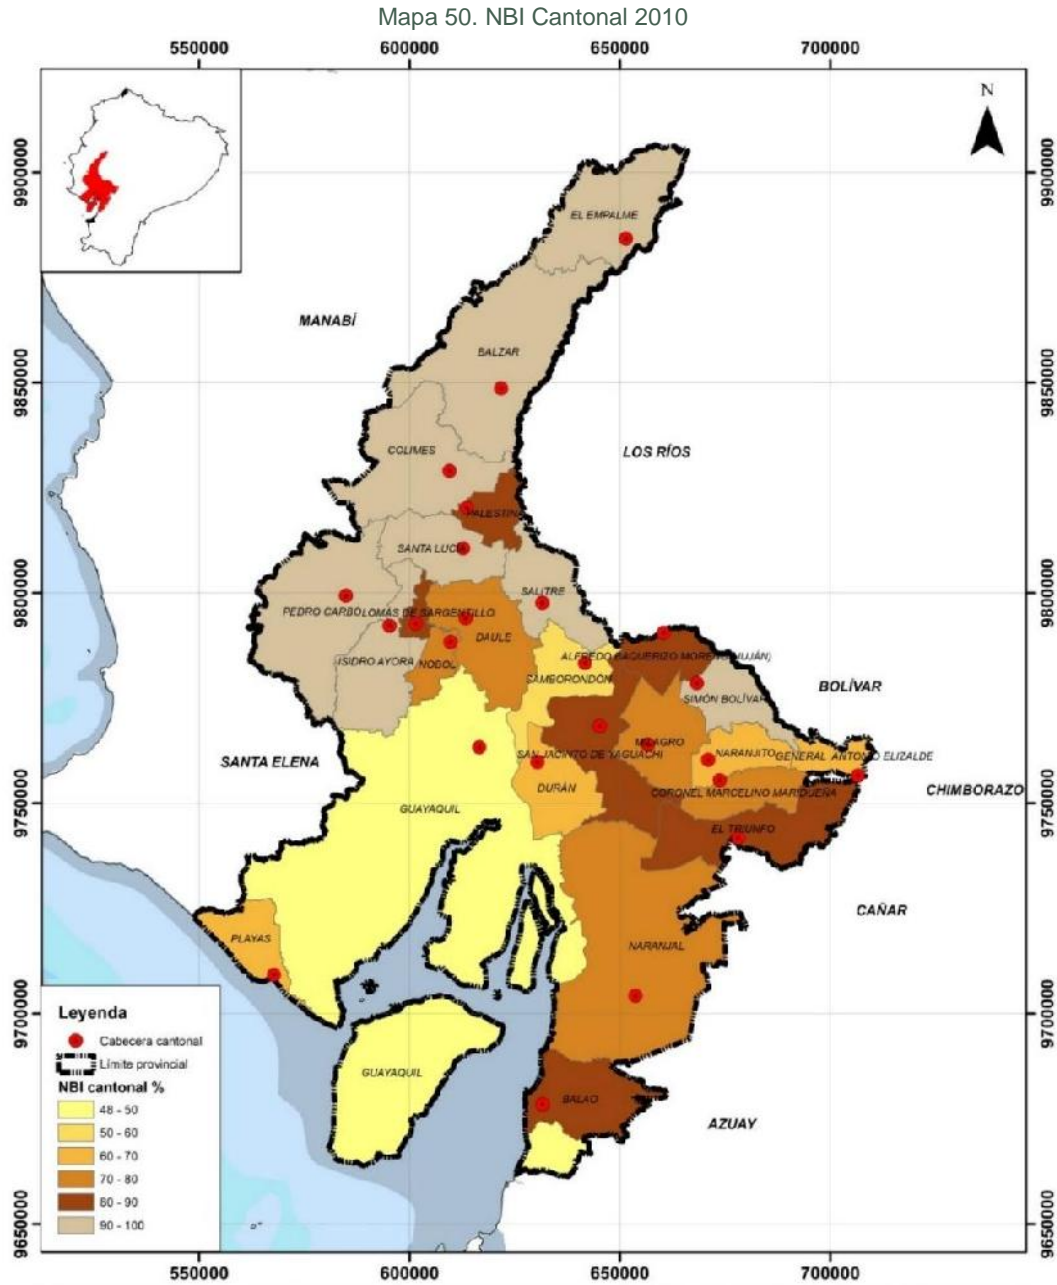 Mapa 50. NBI Cantonal 2010
550000 600000 650000 700000
N
9900000 9900000
EL EMPALME
MANABÍ
BALZAR
9850000 9850000
COLIMES
LOS RÍOS
PALESTINA
SANTA LUCÍA
9800000 9800000
SALITRE
PEDRO CARBO LOMAS DE SARGENTILLO
DAULE
ISIDRO AYORA NOBOL
ALFREDO BAQUERIZO MORENO (JUJÁN)
SAMBORONDÓN
BOLÍVAR
SIMÓN BOLÍVAR
MILAGRO
SAN JACINTO DE YAGUACHI
NARANJITO
GENERAL ANTONIO ELIZALDE
SANTA ELENA
DURÁN
CORONEL MARCELINO MARIDUEÑA
CHIMBORAZO
9750000 9750000
GUAYAQUIL
EL TRIUNFO
CAÑAR
PLAYAS
NARANJAL
9700000 9700000
Leyenda
Cabecera cantonal
Límite provincial
NBI cantonal %
48 - 50
50 - 60
60 - 70
70 - 80
80 - 90
90 - 100
GUAYAQUIL
BALAO
AZUAY
9650000 9650000
550000 600000 650000 700000